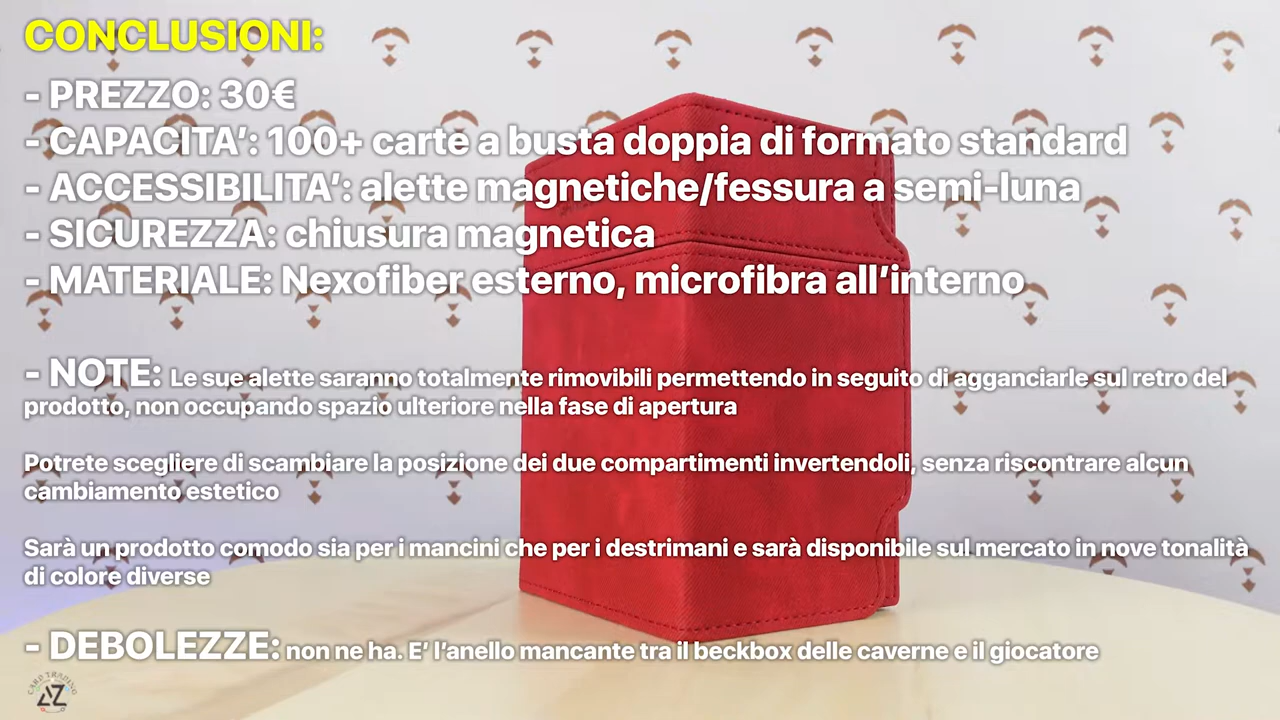 CONCLUSIONI:
- PREZZO: 30€
- CAPACITA’: 100+ carte a busta doppia di formato standard
- ACCESSIBILITA’: alette magnetiche/fessura a semi-luna
- SICUREZZA: chiusura magnetica
- MATERIALE: Nexofiber esterno, microfibra all’interno
- NOTE: Le sue alette saranno totalmente rimovibili permettendo in seguito di agganciarle sul retro del
prodotto, non occupando spazio ulteriore nella fase di apertura
Potrete scegliere di scambiare la posizione dei due compartimenti invertendoli, senza riscontrare alcun
cambiamento estetico
Sarà un prodotto comodo sia per i mancini che per i destrimani e sarà disponibile sul mercato in nove tonalità
di colore diverse
- DEBOLEZZE: non ne ha. E’ l’anello mancante tra il beckbox delle caverne e il giocatore
CARD TRADING
AZ